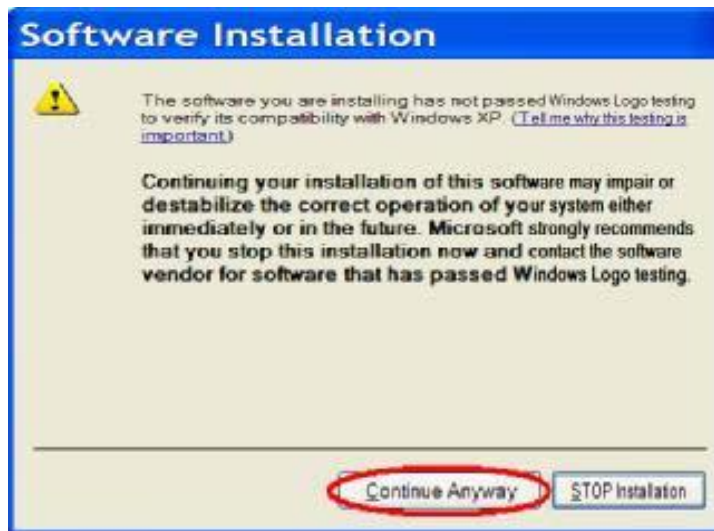 Software Installation
The software you are installing has not passed Windows Logo testing
to verify its compatibility with Windows XP. (Tell me why this testing is
important.)
Continuing your installation of this software may impair or
destabilize the correct operation of your system either
immediately or in the future. Microsoft strongly recommends
that you stop this installation now and contact the software
vendor for software that has passed Windows Logo testing.
Continue Anyway
STOP Installation